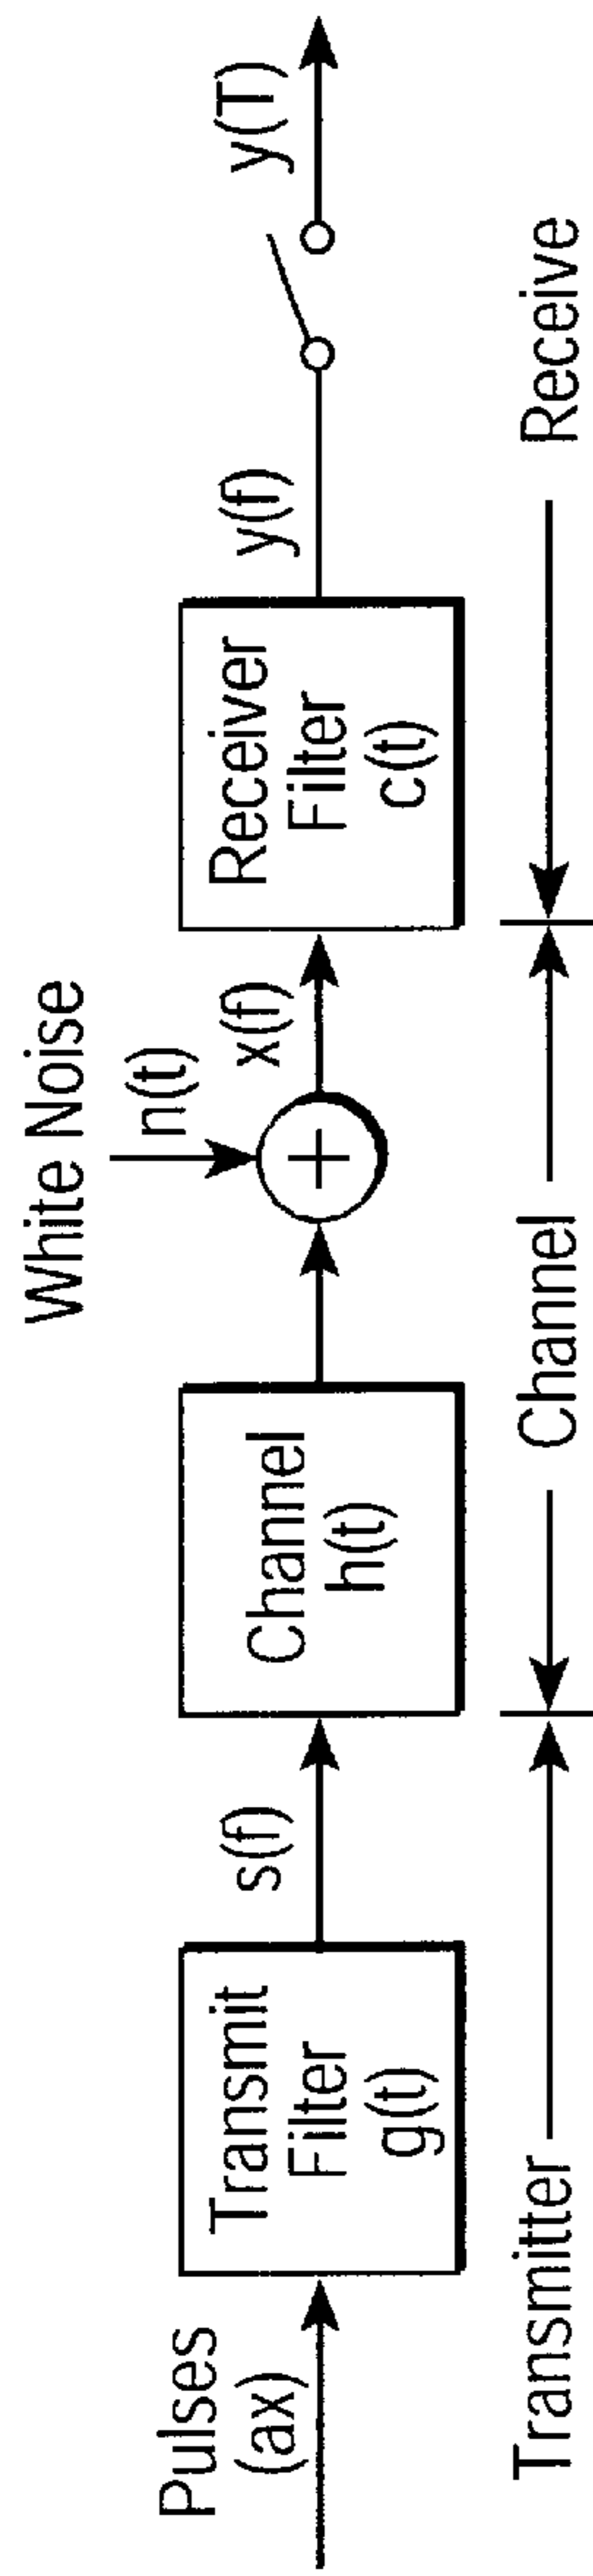 Pulses
(ax)
Transmit
Filter
g(t)
s(f)
Channel
h(t)
White Noise
n(t)
x(f)
Receiver
Filter
c(t)
y(f)
y(T)
Transmitter
Channel
Receive